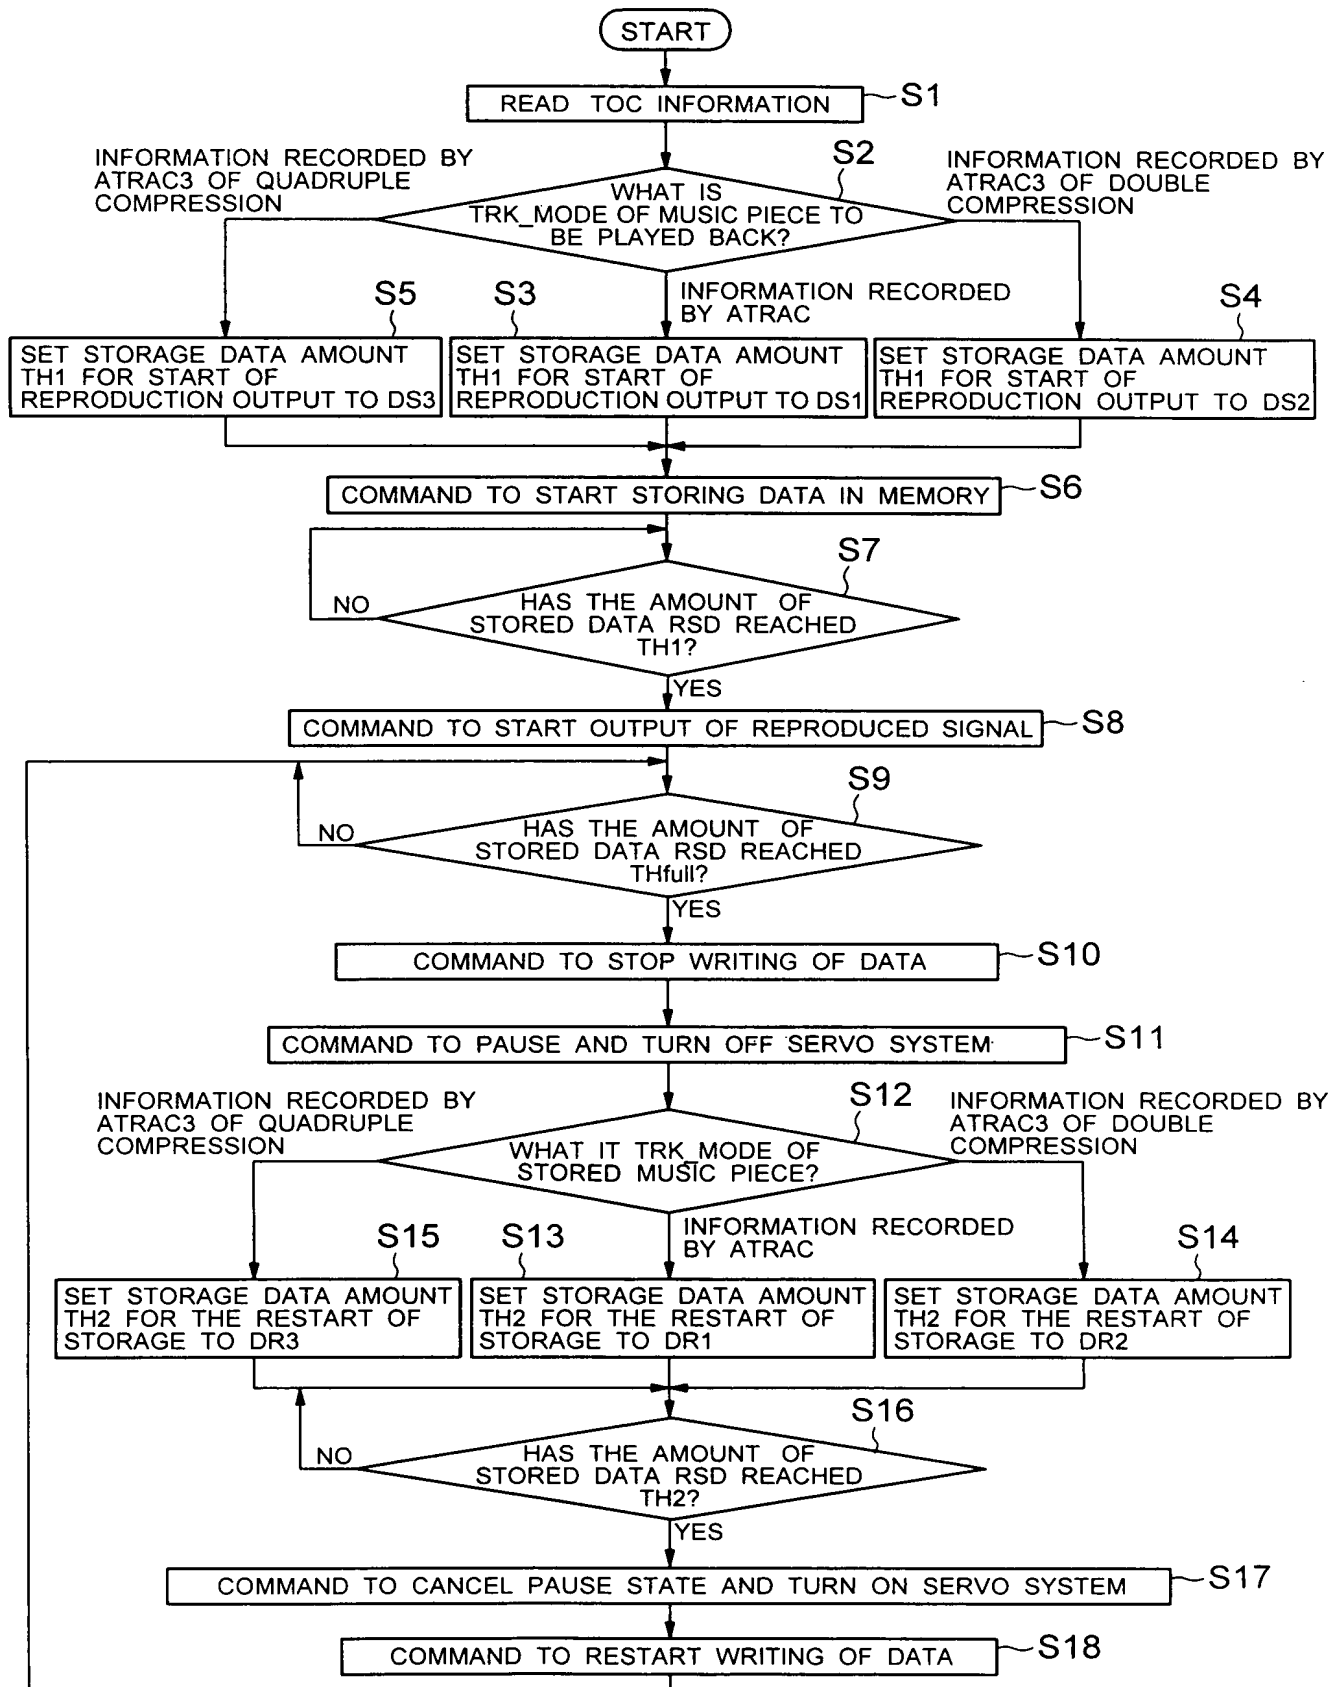 START
READ TOC INFORMATION
S1
INFORMATION RECORDED BY
ATRAC3 OF QUADRUPLE
COMPRESSION
S2
WHAT IS
TRK_MODE OF MUSIC PIECE TO
BE PLAYED BACK?
INFORMATION RECORDED BY
ATRAC3 OF DOUBLE
COMPRESSION
INFORMATION RECORDED
BY ATRAC
S5
SET STORAGE DATA AMOUNT
TH1 FOR START OF
REPRODUCTION OUTPUT TO DS3
S3
SET STORAGE DATA AMOUNT
TH1 FOR START OF
REPRODUCTION OUTPUT TO DS1
S4
SET STORAGE DATA AMOUNT
TH1 FOR START OF
REPRODUCTION OUTPUT TO DS2
COMMAND TO START STORING DATA IN MEMORY
S6
S7
HAS THE AMOUNT OF
STORED DATA RSD REACHED
TH1?
NO
YES
COMMAND TO START OUTPUT OF REPRODUCED SIGNAL
S8
S9
HAS THE AMOUNT OF
STORED DATA RSD REACHED
THfull?
NO
YES
COMMAND TO STOP WRITING OF DATA
S10
COMMAND TO PAUSE AND TURN OFF SERVO SYSTEM
S11
INFORMATION RECORDED BY
ATRAC3 OF QUADRUPLE
COMPRESSION
S12
WHAT IT TRK_MODE OF
STORED MUSIC PIECE?
INFORMATION RECORDED BY
ATRAC3 OF DOUBLE
COMPRESSION
INFORMATION RECORDED
BY ATRAC
S15
SET STORAGE DATA AMOUNT
TH2 FOR THE RESTART OF
STORAGE TO DR3
S13
SET STORAGE DATA AMOUNT
TH2 FOR THE RESTART OF
STORAGE TO DR1
S14
SET STORAGE DATA AMOUNT
TH2 FOR THE RESTART OF
STORAGE TO DR2
S16
HAS THE AMOUNT OF
STORED DATA RSD REACHED
TH2?
NO
YES
COMMAND TO CANCEL PAUSE STATE AND TURN ON SERVO SYSTEM
S17
COMMAND TO RESTART WRITING OF DATA
S18